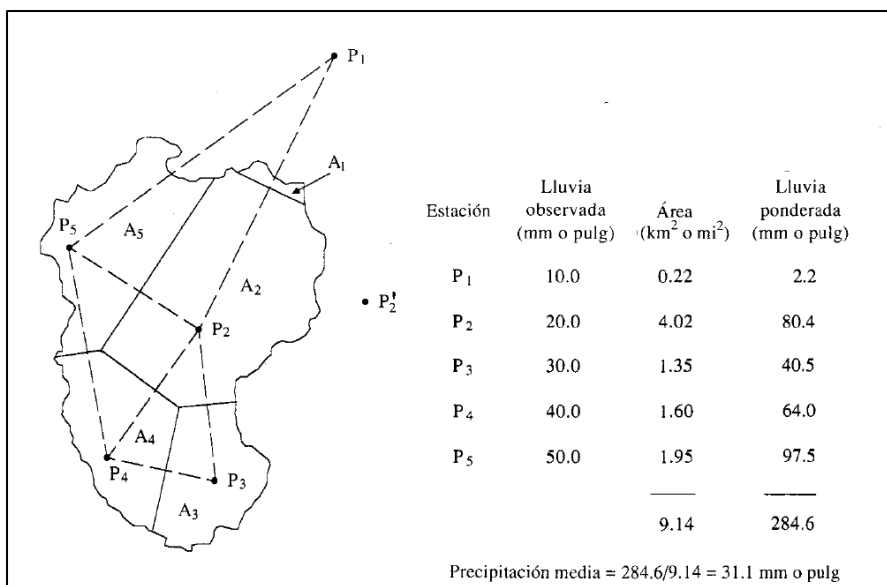 P1
A1
P5
A5
A2
P2'
P2
A4
P4
P3
A3
Estación Lluvia observada (mm o pulg) Área (km² o mi²) Lluvia ponderada (mm o pulg)
P1 10.0 0.22 2.2
P2 20.0 4.02 80.4
P3 30.0 1.35 40.5
P4 40.0 1.60 64.0
P5 50.0 1.95 97.5
9.14 284.6
Precipitación media = 284.6/9.14 = 31.1 mm o pulg